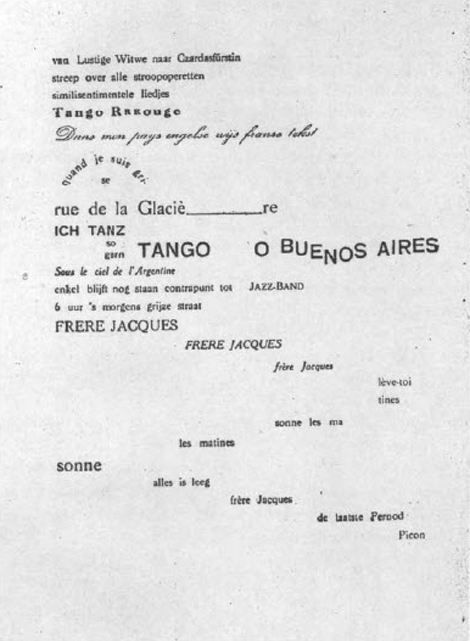 van Lustige Witwe naar Czardasfürstin
streep over alle stroopoperetten
similisentimentele liedjes
Tango Rrrouge
Dans mon pays engelse wijs franse tekst
quand je suis gri-
se
rue de la Glaciè________re
ICH TANZ
so
gern TANGO O BUENOS AIRES
Sous le ciel de l'Argentine
enkel blijft nog staan contrapunt tot JAZZ-BAND
6 uur 's morgens grijze straat
FRERE JACQUES
FRERE JACQUES
frère Jacques
lève-toi
tines
sonne les ma
les matines
sonne
alles is leeg
frère Jacques
de laatste Pernod
Picon